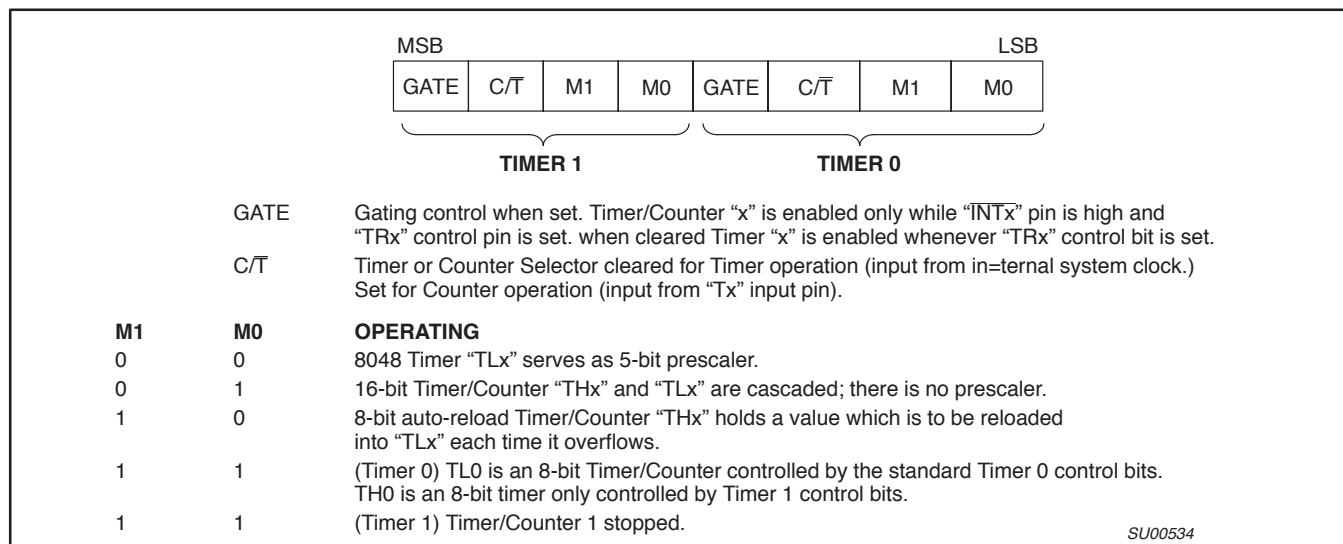 MSB LSB
GATE C/T̅ M1 M0 GATE C/T̅ M1 M0
TIMER 1 TIMER 0
GATE Gating control when set. Timer/Counter “x” is enabled only while “I̅N̅T̅x̅” pin is high and
“TRx” control pin is set. when cleared Timer “x” is enabled whenever “TRx” control bit is set.
C/T̅ Timer or Counter Selector cleared for Timer operation (input from in=ternal system clock.)
Set for Counter operation (input from “Tx” input pin).
M1 M0 OPERATING
0 0 8048 Timer “TLx” serves as 5-bit prescaler.
0 1 16-bit Timer/Counter “THx” and “TLx” are cascaded; there is no prescaler.
1 0 8-bit auto-reload Timer/Counter “THx” holds a value which is to be reloaded
into “TLx” each time it overflows.
1 1 (Timer 0) TL0 is an 8-bit Timer/Counter controlled by the standard Timer 0 control bits.
TH0 is an 8-bit timer only controlled by Timer 1 control bits.
1 1 (Timer 1) Timer/Counter 1 stopped.
SU00534